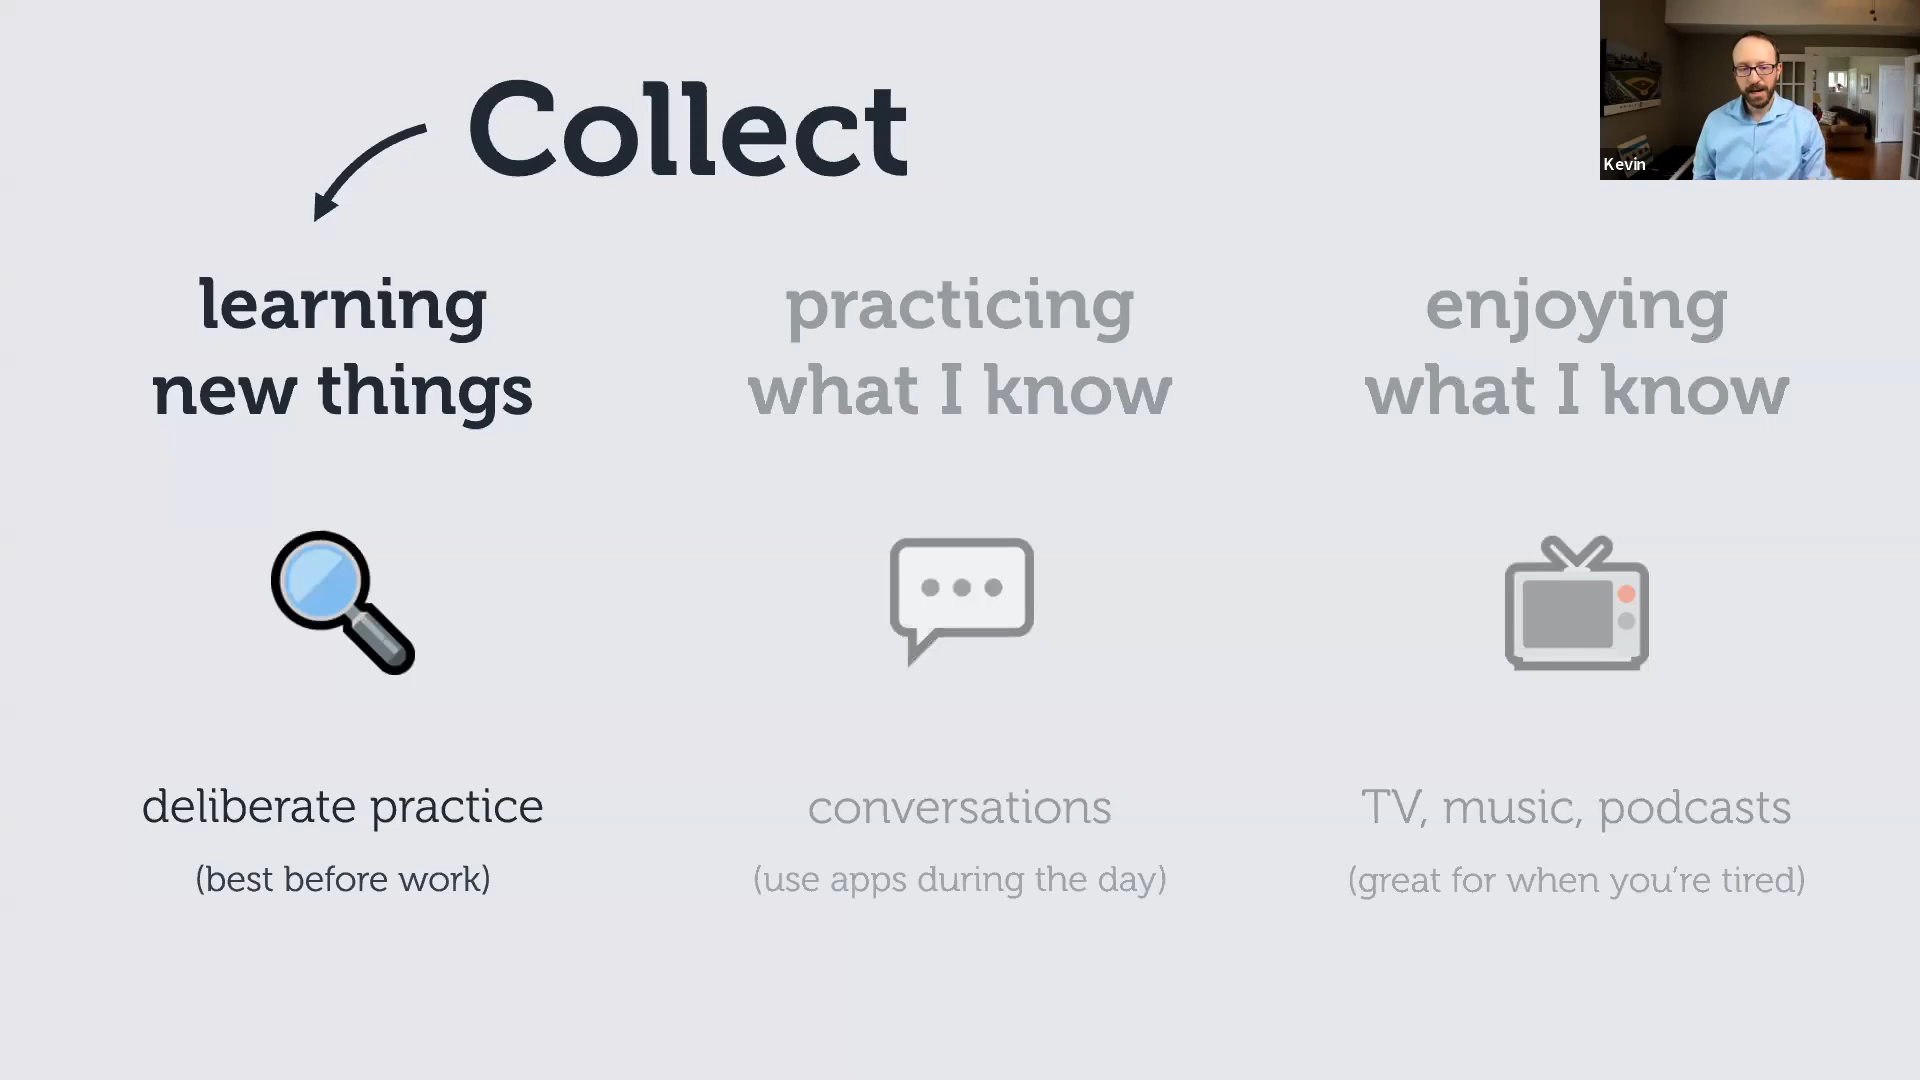 Collect
Kevin
learning
new things
practicing
what I know
enjoying
what I know
deliberate practice
(best before work)
conversations
(use apps during the day)
TV, music, podcasts
(great for when you're tired)